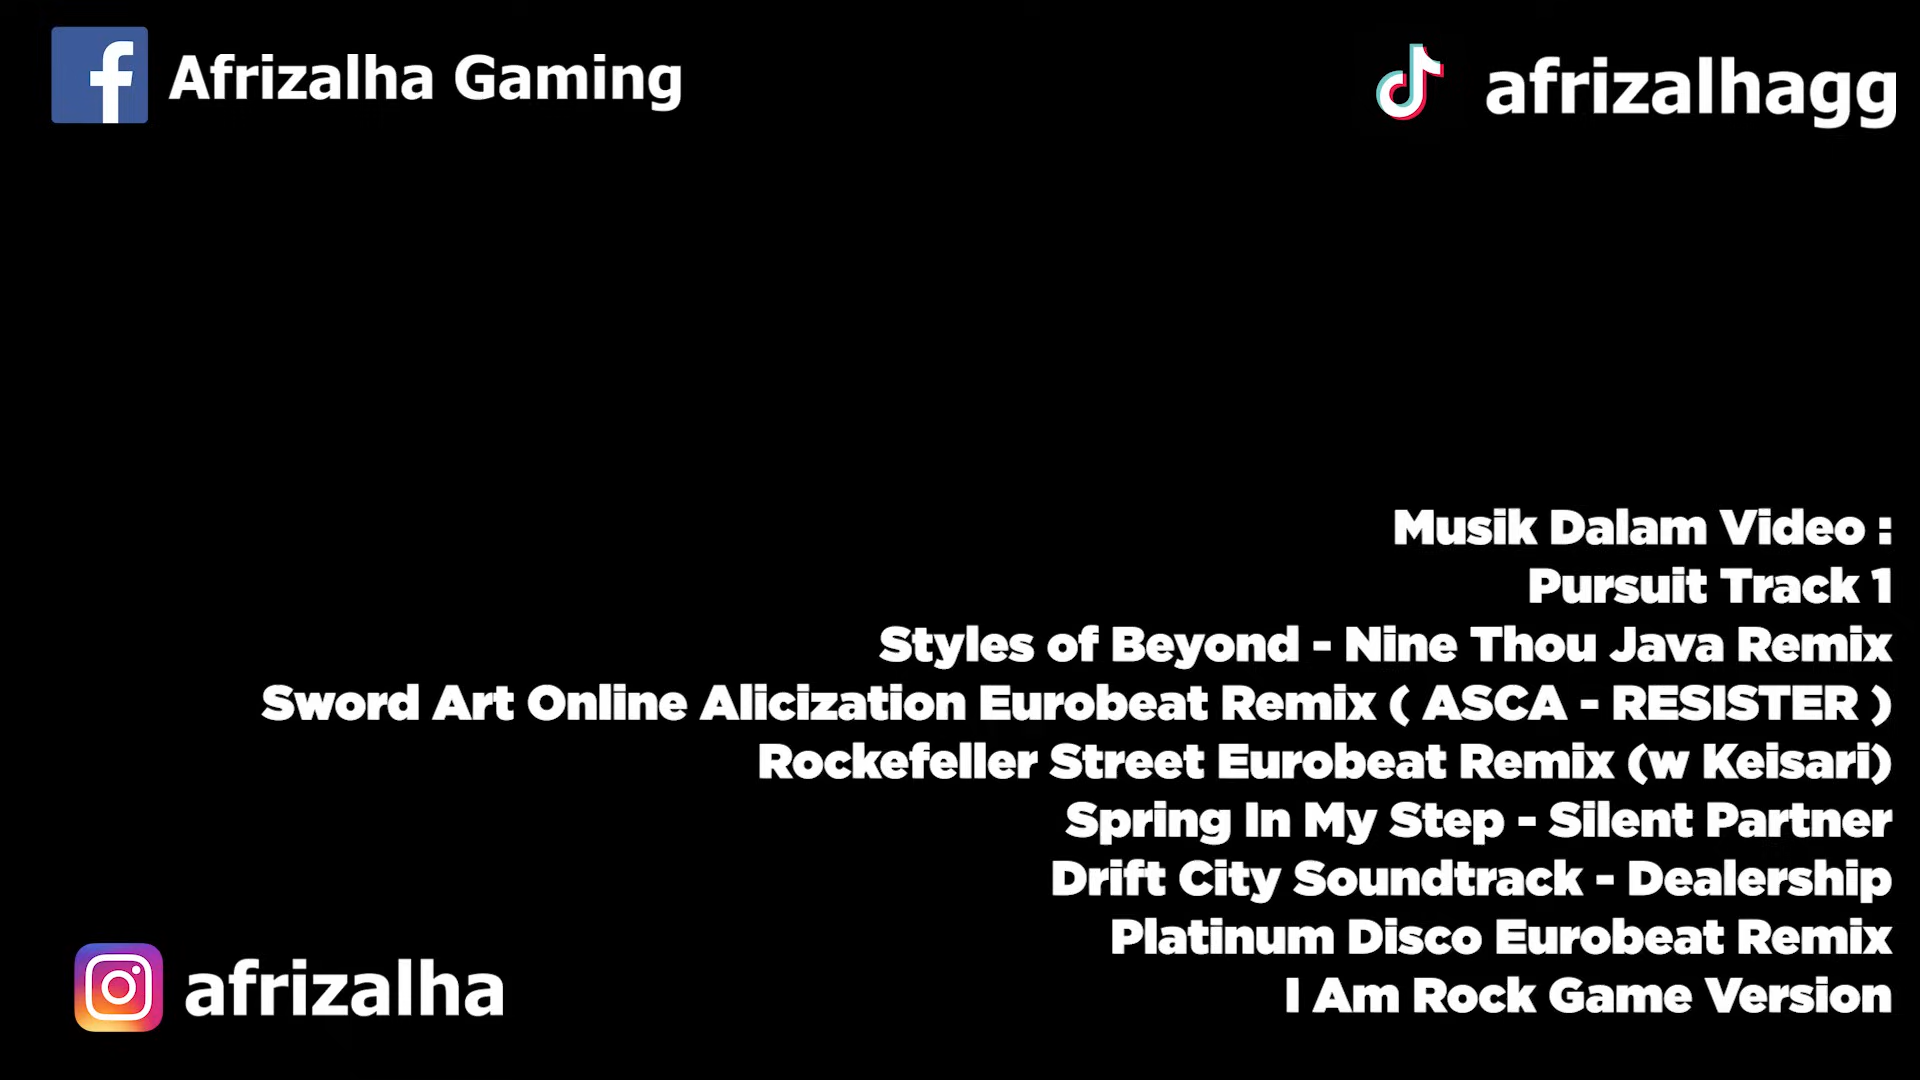 Afrizalha Gaming
afrizalhagg
Musik Dalam Video :
Pursuit Track 1
Styles of Beyond - Nine Thou Java Remix
Sword Art Online Alicization Eurobeat Remix ( ASCA - RESISTER )
Rockefeller Street Eurobeat Remix (w Keisari)
Spring In My Step - Silent Partner
Drift City Soundtrack - Dealership
Platinum Disco Eurobeat Remix
I Am Rock Game Version
afrizalha